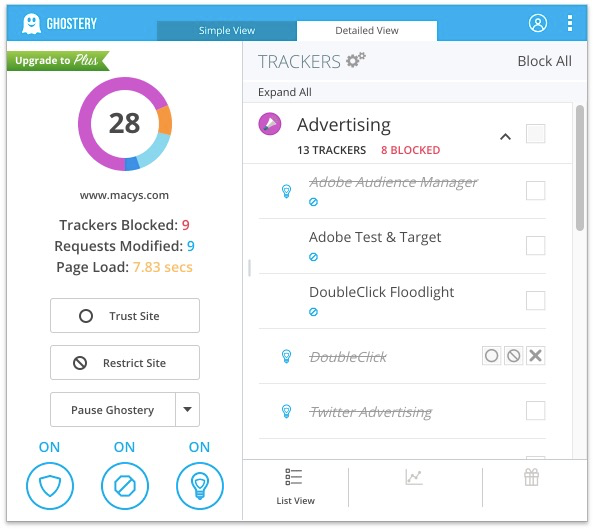 GHOSTERY
Simple View
Detailed View
Upgrade to Plus
28
www.macys.com
Trackers Blocked: 9
Requests Modified: 9
Page Load: 7.83 secs
Trust Site
Restrict Site
Pause Ghostery
ON ON ON
TRACKERS
Block All
Expand All
Advertising
13 TRACKERS 8 BLOCKED
Adobe Audience Manager
Adobe Test & Target
DoubleClick Floodlight
DoubleClick
Twitter Advertising
List View